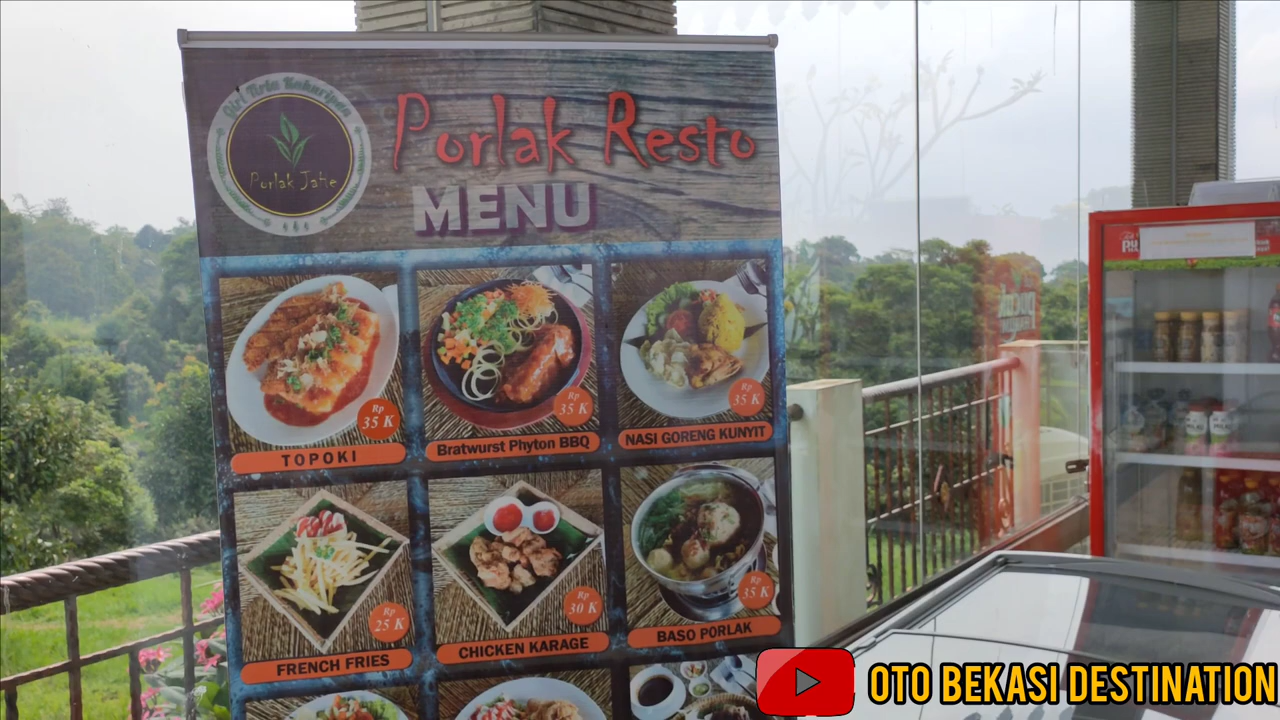 Giri Tirta Kahuripan
Porlak Jahe
Porlak Resto
MENU
Rp
35 K
TOPOKI
Rp
35 K
Bratwurst Phyton BBQ
Rp
35 K
NASI GORENG KUNYIT
Rp
25 K
FRENCH FRIES
Rp
30 K
CHICKEN KARAGE
Rp
35 K
BASO PORLAK
OTO BEKASI DESTINATION